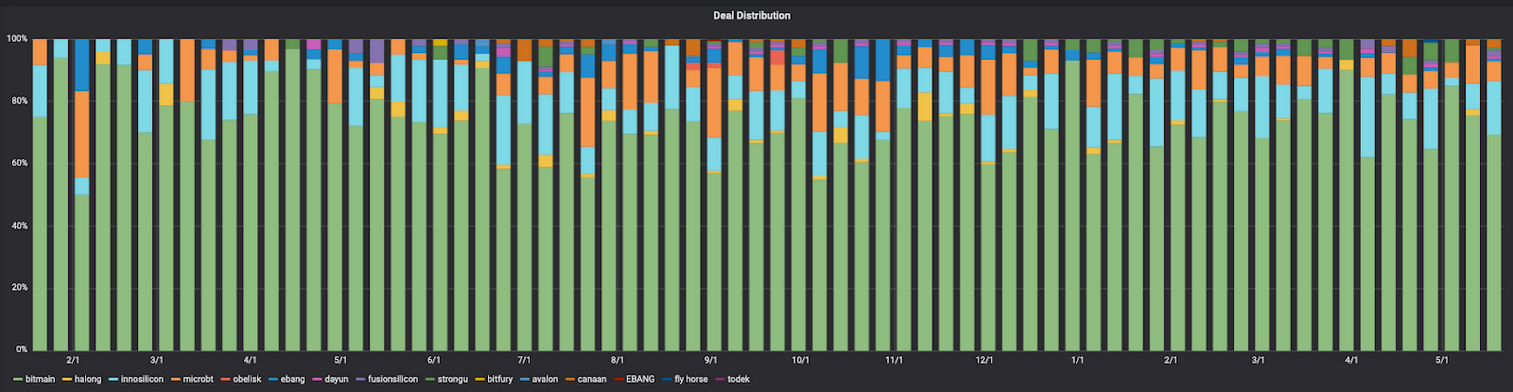 Deal Distribution
100%
80%
60%
40%
20%
0%
2/1 3/1 4/1 5/1 6/1 7/1 8/1 9/1 10/1 11/1 12/1 1/1 2/1 3/1 4/1 5/1
bitmain halong innosilicon microbt obelisk ebang dayun fusionsilicon strongu bitfury avalon canaan EBANG fly horse todek